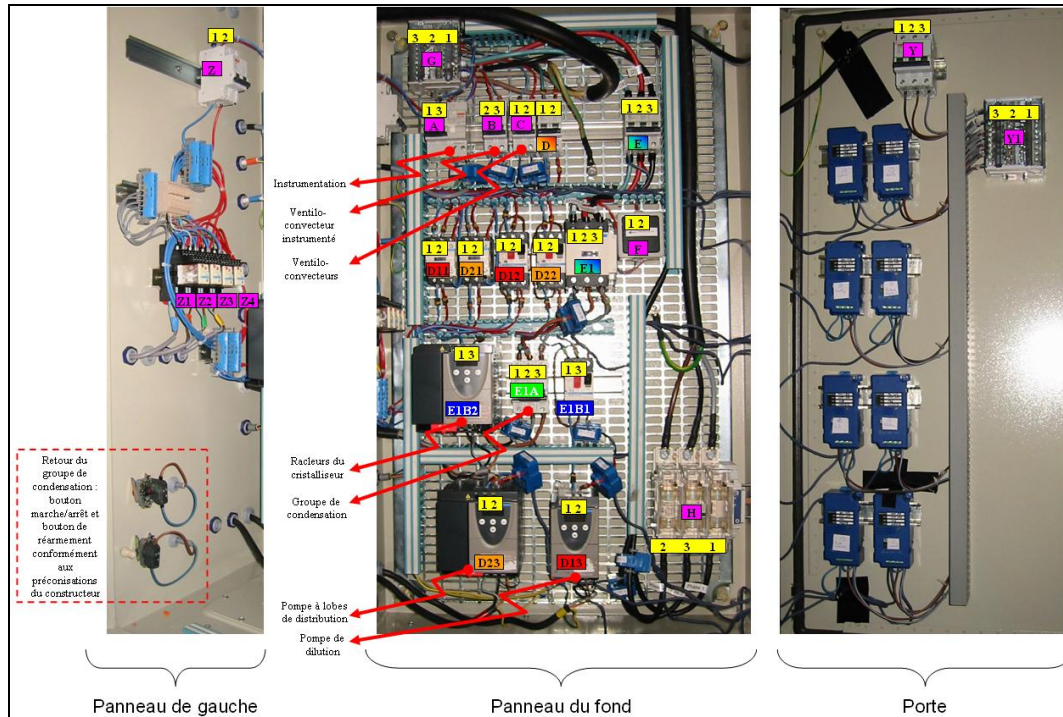 1 2
Z
Z1 Z2 Z3 Z4
Retour du
groupe de
condensation :
bouton
marche/arrêt et
bouton de
réarmement
conformément
aux
préconisations
du constructeur
Panneau de gauche
3 2 1
G
1 3
A
2 3
B
1 2
C
1 2
D
1 2 3
E
Instrumentation
Ventilo-
convecteur
instrumenté
Ventilo-
convecteurs
1 2
D11
1 2
D21
1 2
D12
1 2
D22
1 2 3
E1
1 2
F
1 3
E1B2
1 2 3
E1A
1 3
E1B1
Racleurs du
cristalliseur
Groupe de
condensation
1 2
D23
1 2
D13
H
2 3 1
Pompe à lobes
de distribution
Pompe de
dilution
Panneau du fond
1 2 3
Y
3 2 1
Y1
Porte